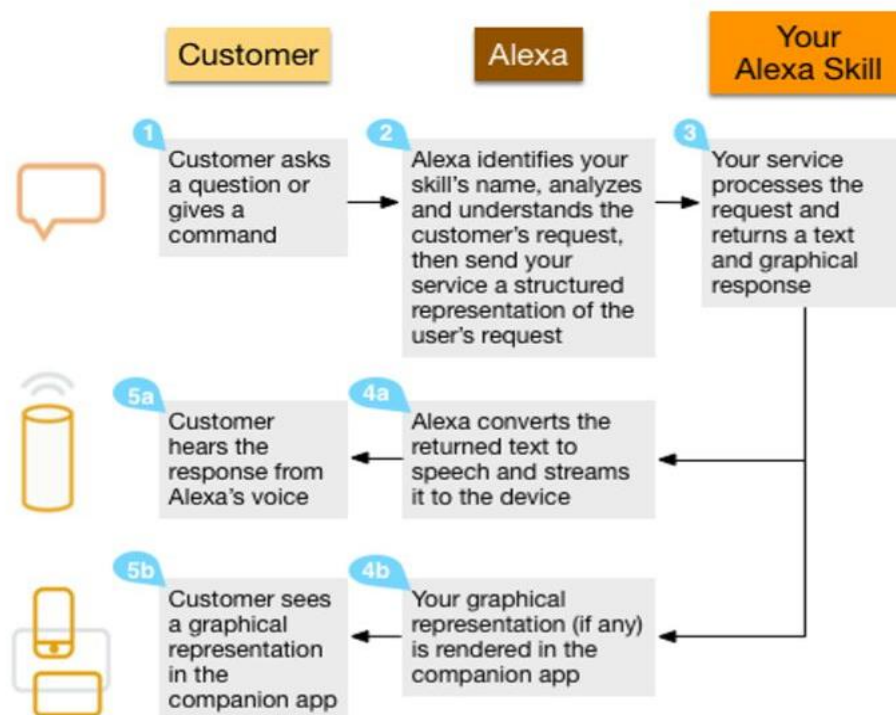 Customer
Alexa
Your
Alexa Skill
1
Customer asks
a question or
gives a
command
2
Alexa identifies your
skill's name, analyzes
and understands the
customer's request,
then send your
service a structured
representation of the
user's request
3
Your service
processes the
request and
returns a text
and graphical
response
5a
Customer
hears the
response from
Alexa's voice
4a
Alexa converts the
returned text to
speech and streams
it to the device
5b
Customer sees
a graphical
representation
in the
companion app
4b
Your graphical
representation (if any)
is rendered in the
companion app